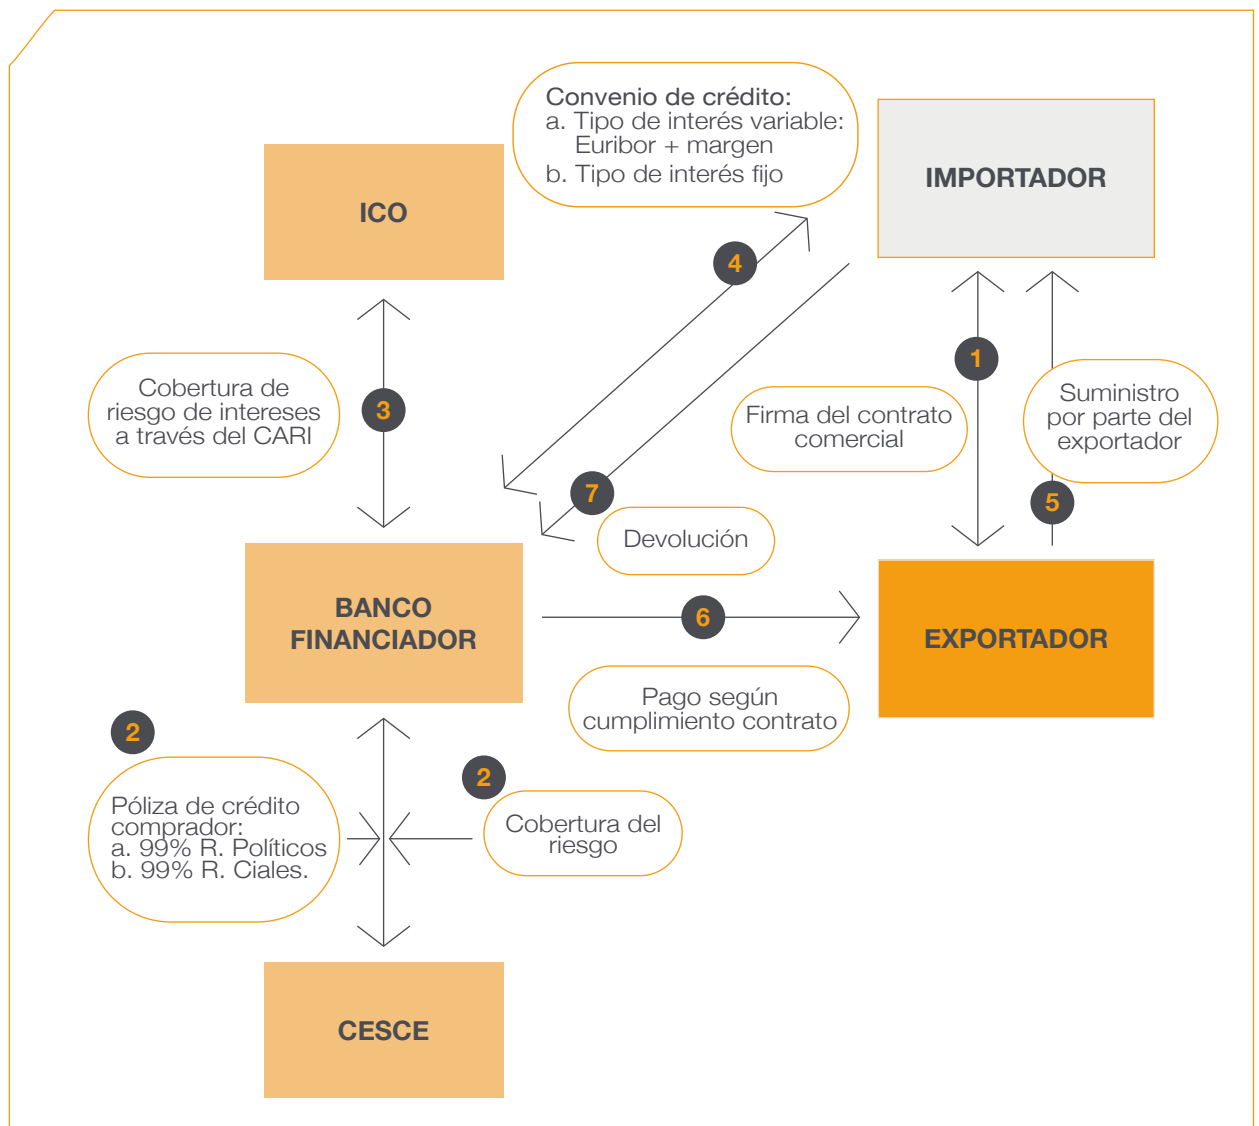 Convenio de crédito:
a. Tipo de interés variable:
Euribor + margen
b. Tipo de interés fijo
IMPORTADOR
ICO
4
1
Cobertura de
riesgo de intereses
a través del CARI
3
Firma del contrato
comercial
Suministro
por parte del
exportador
7
5
Devolución
BANCO
FINANCIADOR
6
EXPORTADOR
Pago según
cumplimiento contrato
2
Póliza de crédito
comprador:
a. 99% R. Políticos
b. 99% R. Ciales.
2
Cobertura del
riesgo
CESCE